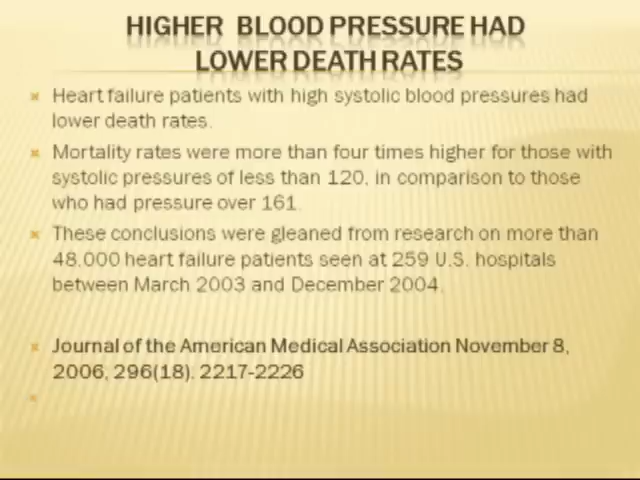 HIGHER BLOOD PRESSURE HAD
LOWER DEATH RATES
Heart failure patients with high systolic blood pressures had
lower death rates.
Mortality rates were more than four times higher for those with
systolic pressures of less than 120, in comparison to those
who had pressure over 161.
These conclusions were gleaned from research on more than
48,000 heart failure patients seen at 259 U.S. hospitals
between March 2003 and December 2004.
Journal of the American Medical Association November 8,
2006, 296(18). 2217-2226